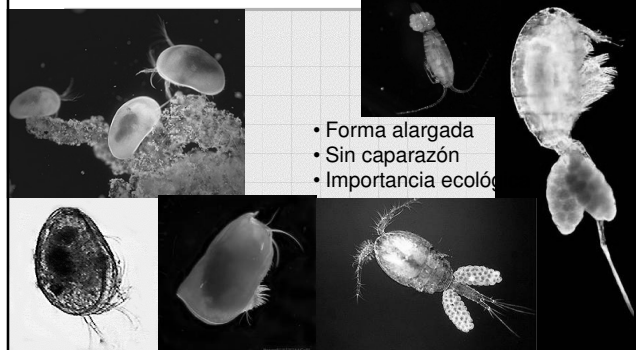 • Forma alargada
• Sin caparazón
• Importancia ecológ